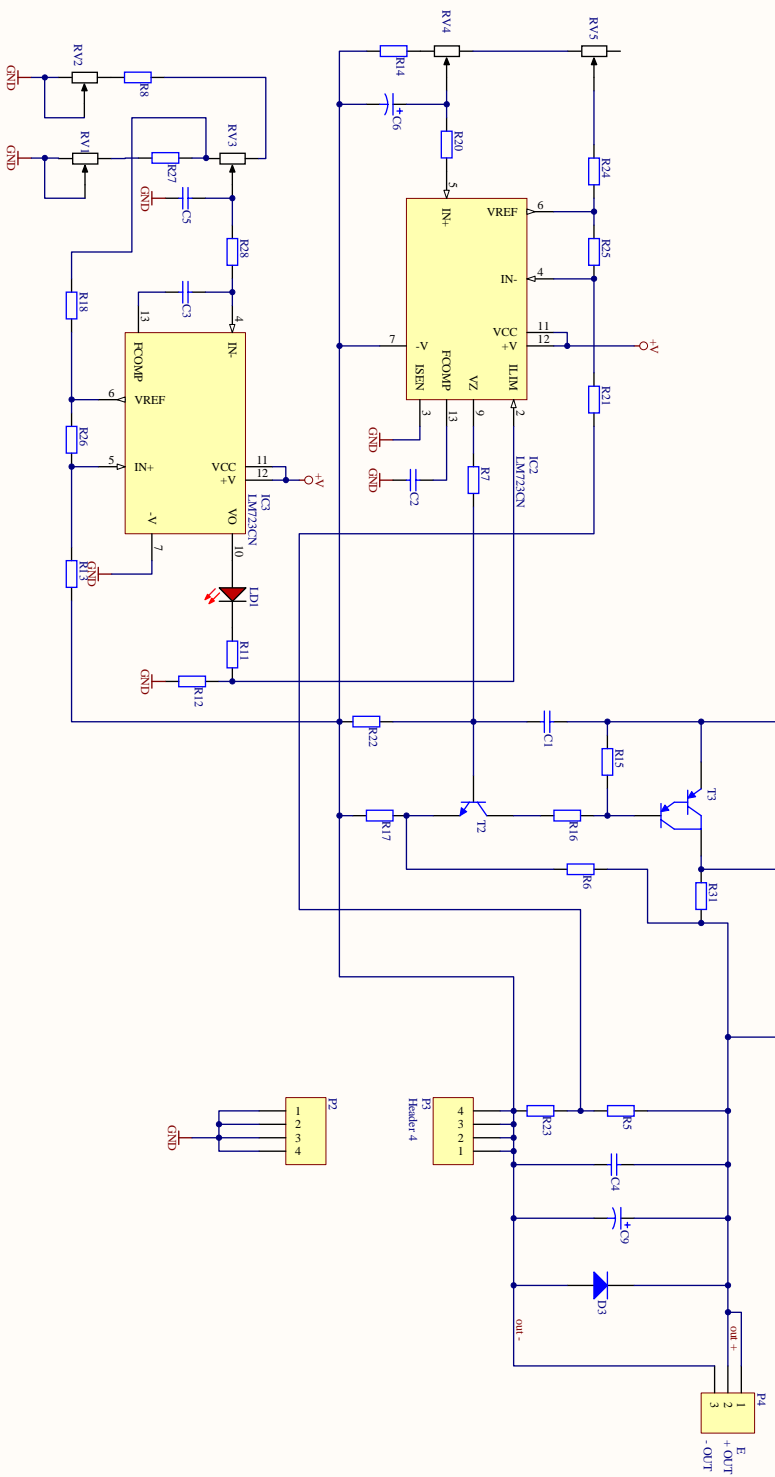 RV4
RV5
R14
RV2
R8
GND
C6
R20
RV1
R27
RV3
GND
R24
C5
GND
5
IN+
VREF
6
R28
R25
IN-
4
R18
C3
13
4
VCC
11
+V
12
+V
7
-V
FCOMP
IN-
ISEN
FCOMP
VZ
ILIM
6
VREF
3
13
9
2
R21
R26
GND
5
IN+
VCC
11
+V
12
+V
GND
C2
R7
IC2
LM723CN
IC3
LM723CN
-V
VO
7
10
R13
GND
LD1
R11
GND
R12
R22
C1
R15
T3
R17
T2
R16
R6
R31
P2
1
2
3
4
GND
P3
Header 4
4
3
2
1
R23
R5
C4
C9
D3
out -
out +
P4
1
2
3
E
+ OUT
- OUT